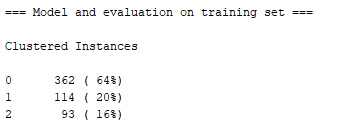 === Model and evaluation on training set ===
Clustered Instances
0 362 ( 64%)
1 114 ( 20%)
2 93 ( 16%)